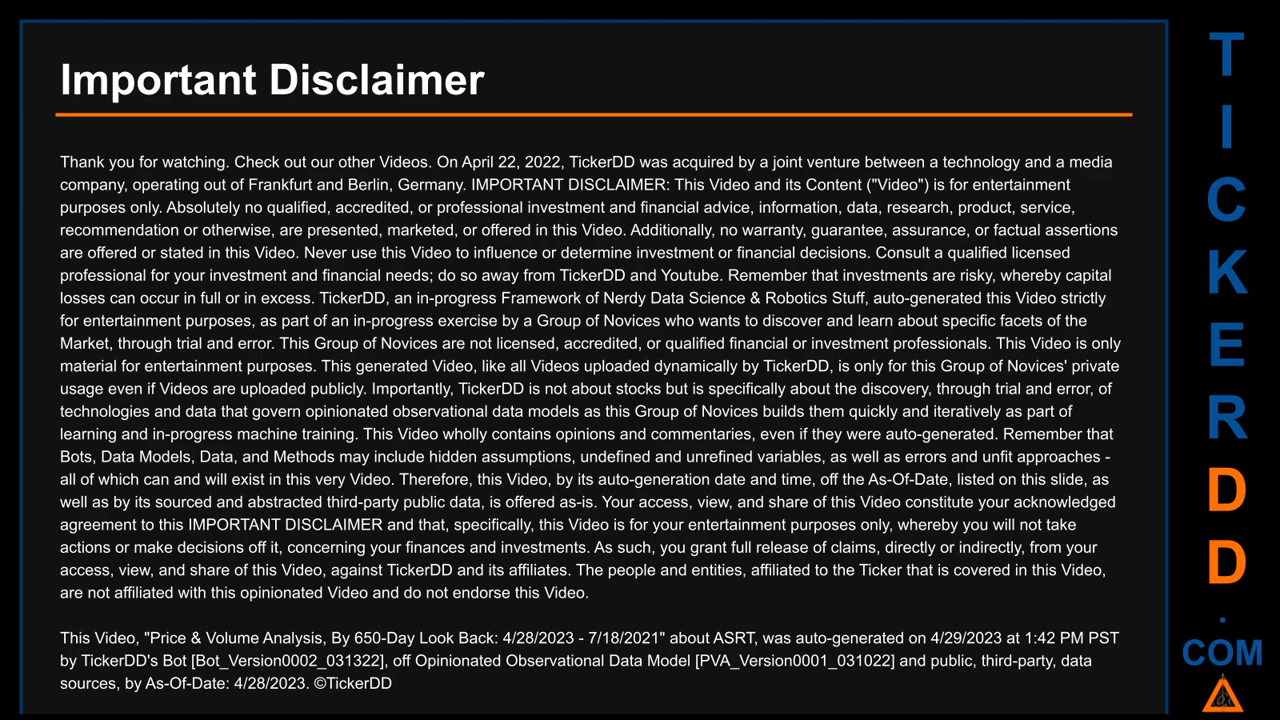 Important Disclaimer
Thank you for watching. Check out our other Videos. On April 22, 2022, TickerDD was acquired by a joint venture between a technology and a media
company, operating out of Frankfurt and Berlin, Germany. IMPORTANT DISCLAIMER: This Video and its Content ("Video") is for entertainment
purposes only. Absolutely no qualified, accredited, or professional investment and financial advice, information, data, research, product, service,
recommendation or otherwise, are presented, marketed, or offered in this Video. Additionally, no warranty, guarantee, assurance, or factual assertions
are offered or stated in this Video. Never use this Video to influence or determine investment or financial decisions. Consult a qualified licensed
professional for your investment and financial needs; do so away from TickerDD and Youtube. Remember that investments are risky, whereby capital
losses can occur in full or in excess. TickerDD, an in-progress Framework of Nerdy Data Science & Robotics Stuff, auto-generated this Video strictly
for entertainment purposes, as part of an in-progress exercise by a Group of Novices who wants to discover and learn about specific facets of the
Market, through trial and error. This Group of Novices are not licensed, accredited, or qualified financial or investment professionals. This Video is only
material for entertainment purposes. This generated Video, like all Videos uploaded dynamically by TickerDD, is only for this Group of Novices' private
usage even if Videos are uploaded publicly. Importantly, TickerDD is not about stocks but is specifically about the discovery, through trial and error, of
technologies and data that govern opinionated observational data models as this Group of Novices builds them quickly and iteratively as part of
learning and in-progress machine training. This Video wholly contains opinions and commentaries, even if they were auto-generated. Remember that
Bots, Data Models, Data, and Methods may include hidden assumptions, undefined and unrefined variables, as well as errors and unfit approaches -
all of which can and will exist in this very Video. Therefore, this Video, by its auto-generation date and time, off the As-Of-Date, listed on this slide, as
well as by its sourced and abstracted third-party public data, is offered as-is. Your access, view, and share of this Video constitute your acknowledged
agreement to this IMPORTANT DISCLAIMER and that, specifically, this Video is for your entertainment purposes only, whereby you will not take
actions or make decisions off it, concerning your finances and investments. As such, you grant full release of claims, directly or indirectly, from your
access, view, and share of this Video, against TickerDD and its affiliates. The people and entities, affiliated to the Ticker that is covered in this Video,
are not affiliated with this opinionated Video and do not endorse this Video.
This Video, "Price & Volume Analysis, By 650-Day Look Back: 4/28/2023 - 7/18/2021" about ASRT, was auto-generated on 4/29/2023 at 1:42 PM PST
by TickerDD's Bot [Bot_Version0002_031322], off Opinionated Observational Data Model [PVA_Version0001_031022] and public, third-party, data
sources, by As-Of-Date: 4/28/2023. ©TickerDD
T
I
C
K
E
R
D
D
.
COM